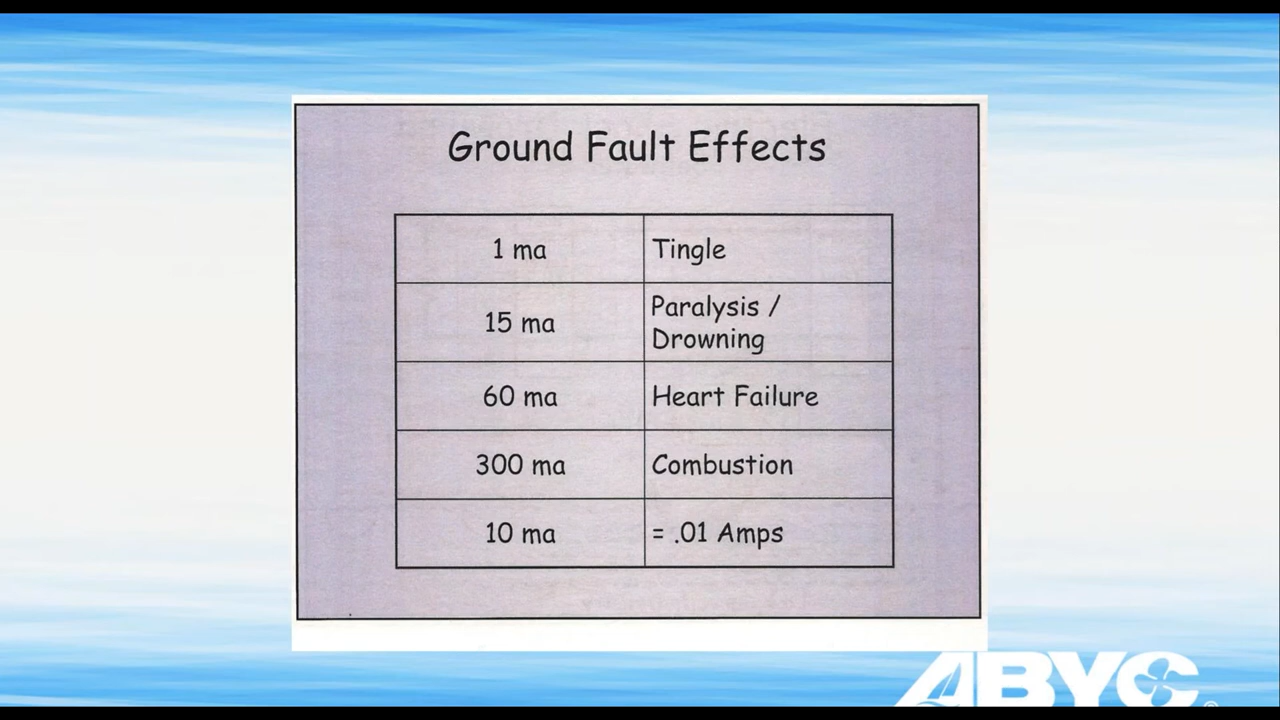 Ground Fault Effects
1 ma Tingle
15 ma Paralysis /
Drowning
60 ma Heart Failure
300 ma Combustion
10 ma = .01 Amps
ABYC
®